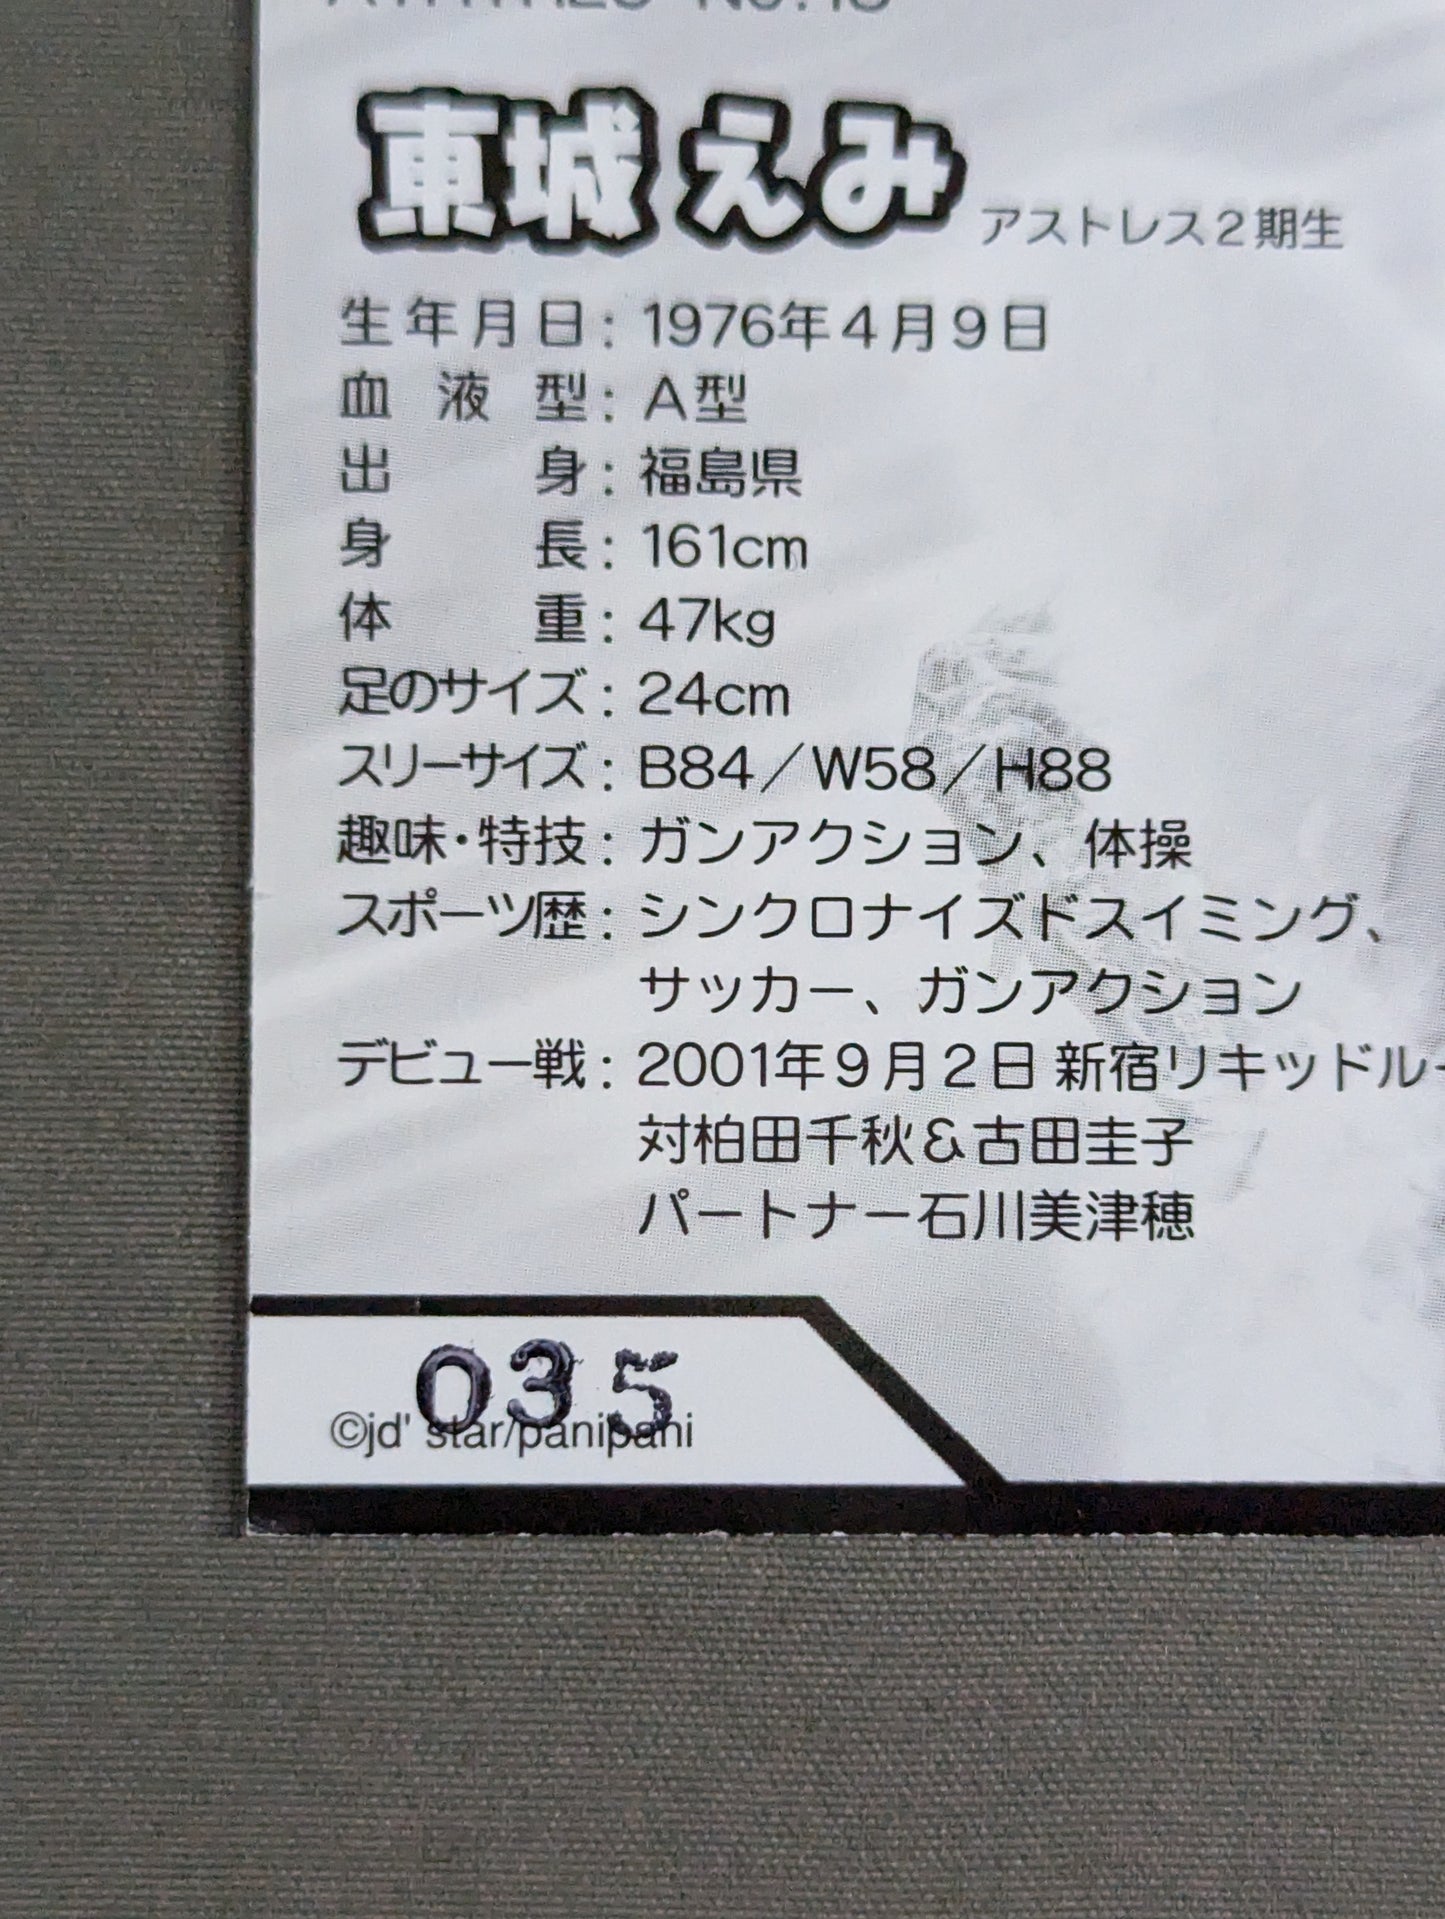 No.18
東城えみ アストレス2期生
生年月日: 1976年4月9日
血液型: A型
出身: 福島県
身長: 161cm
体重: 47kg
足のサイズ: 24cm
スリーサイズ: B84/W58/H88
趣味・特技: ガンアクション、体操
スポーツ歴: シンクロナイズドスイミング、
サッカー、ガンアクション
デビュー戦: 2001年9月2日 新宿リキッドルー
対柏田千秋&古田圭子
パートナー石川美津穂
035
©jd' star/panipani